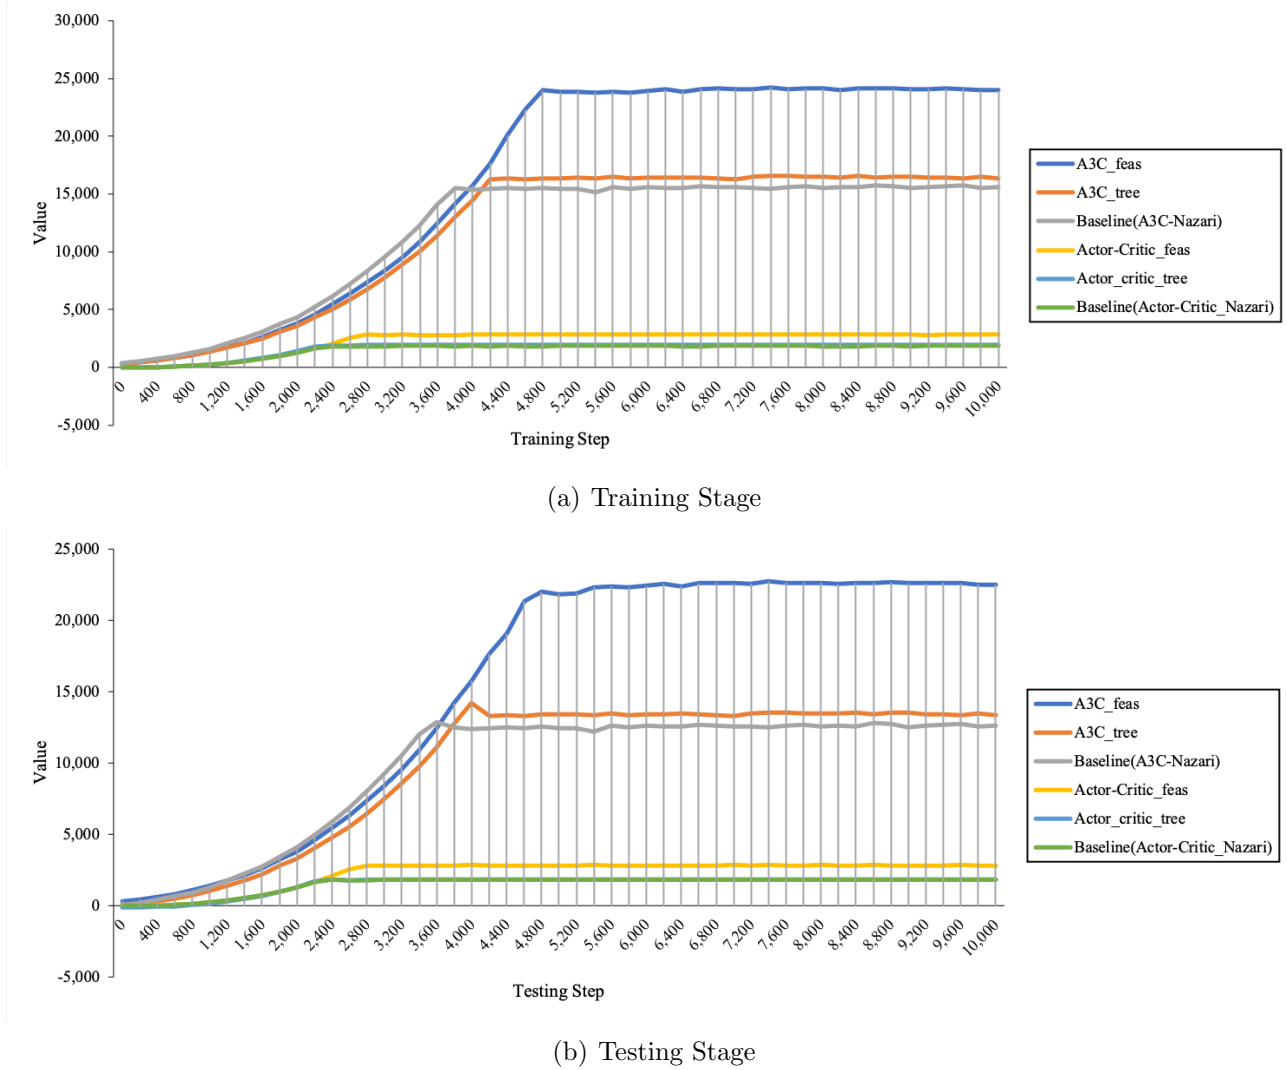 30,000
25,000
20,000
15,000
10,000
5,000
0
-5,000
Value
0 400 800 1,200 1,600 2,000 2,400 2,800 3,200 3,600 4,000 4,400 4,800 5,200 5,600 6,000 6,400 6,800 7,200 7,600 8,000 8,400 8,800 9,200 9,600 10,000
Training Step
A3C_feas
A3C_tree
Baseline(A3C-Nazari)
Actor-Critic_feas
Actor_critic_tree
Baseline(Actor-Critic_Nazari)
(a) Training Stage
25,000
20,000
15,000
10,000
5,000
0
-5,000
Value
0 400 800 1,200 1,600 2,000 2,400 2,800 3,200 3,600 4,000 4,400 4,800 5,200 5,600 6,000 6,400 6,800 7,200 7,600 8,000 8,400 8,800 9,200 9,600 10,000
Testing Step
A3C_feas
A3C_tree
Baseline(A3C-Nazari)
Actor-Critic_feas
Actor_critic_tree
Baseline(Actor-Critic_Nazari)
(b) Testing Stage